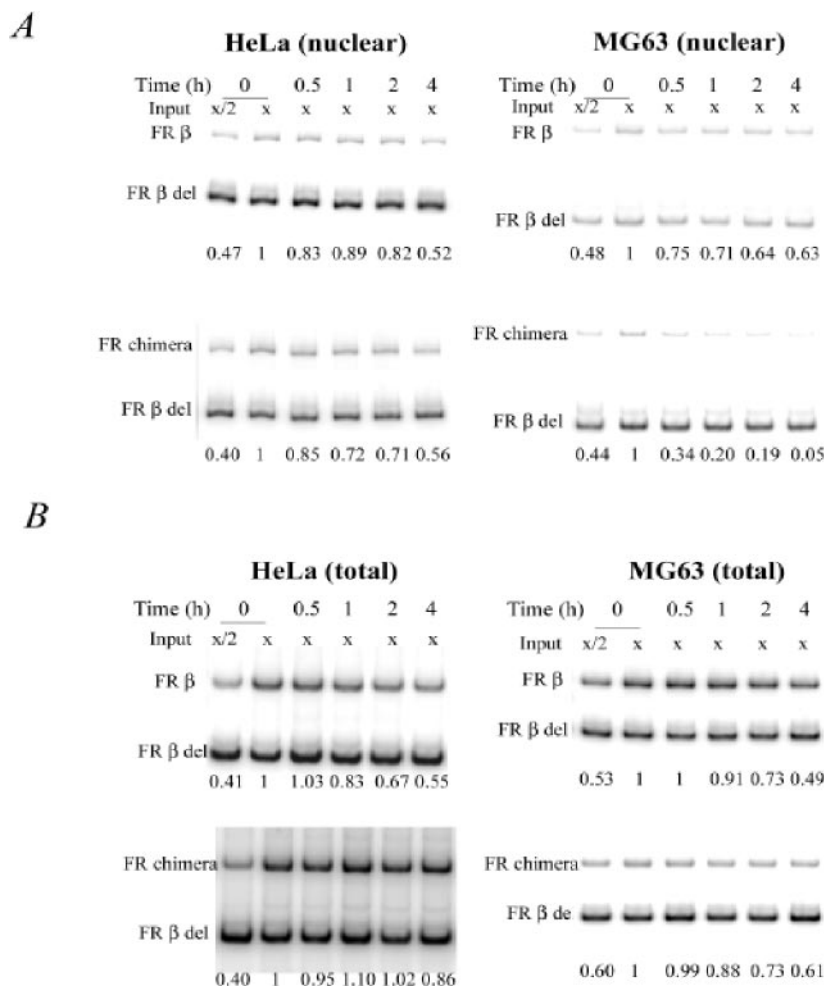 A
HeLa (nuclear)
MG63 (nuclear)
Time (h) 0 0.5 1 2 4
Time (h) 0 0.5 1 2 4
Input x/2 x x x x x
Input x/2 x x x x x
FR β
FR β
FR β del
FR β del
0.47 1 0.83 0.89 0.82 0.52
0.48 1 0.75 0.71 0.64 0.63
FR chimera
FR chimera
FR β del
FR β del
0.40 1 0.85 0.72 0.71 0.56
0.44 1 0.34 0.20 0.19 0.05
B
HeLa (total)
MG63 (total)
Time (h) 0 0.5 1 2 4
Time (h) 0 0.5 1 2 4
Input x/2 x x x x x
Input x/2 x x x x x
FR β
FR β
FR β del
FR β del
0.41 1 1.03 0.83 0.67 0.55
0.53 1 1 0.91 0.73 0.49
FR chimera
FR chimera
FR β del
FR β de
0.40 1 0.95 1.10 1.02 0.86
0.60 1 0.99 0.88 0.73 0.61